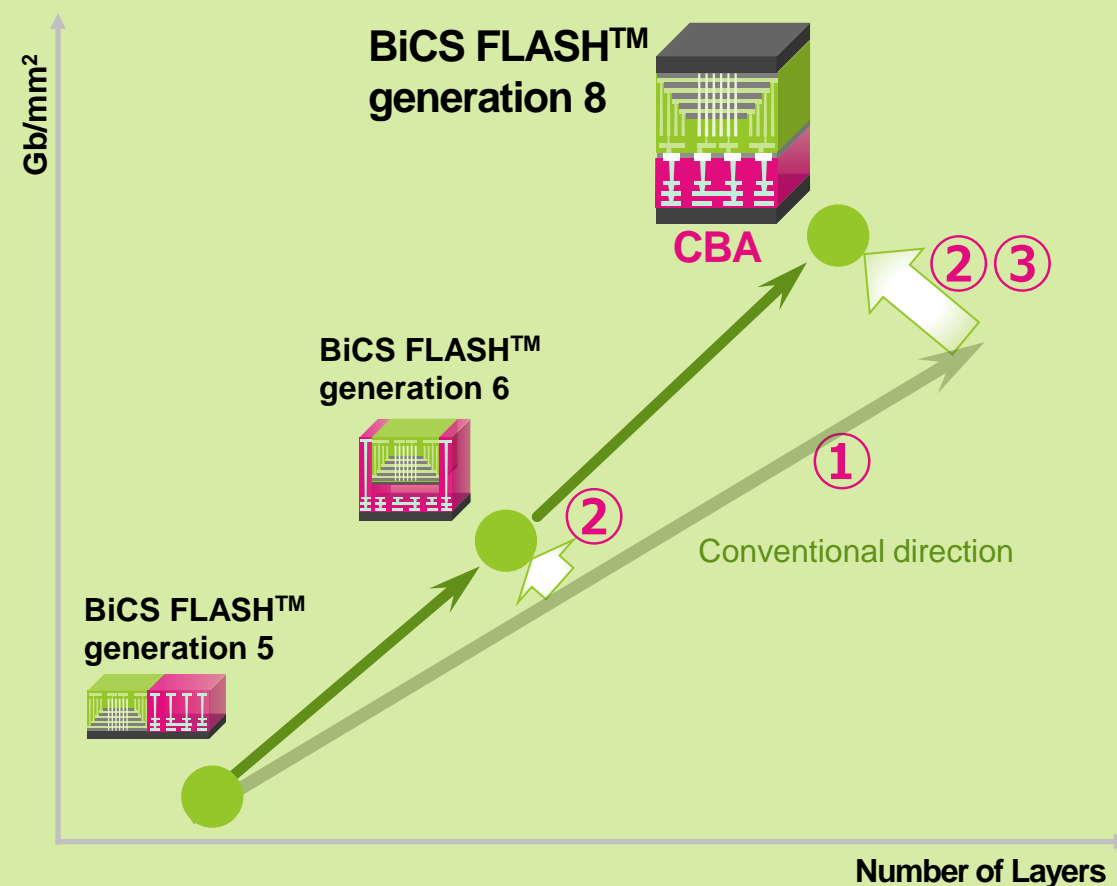 Gb/mm²
BiCS FLASH™
generation 8
CBA
②③
BiCS FLASH™
generation 6
①
②
Conventional direction
BiCS FLASH™
generation 5
Number of Layers